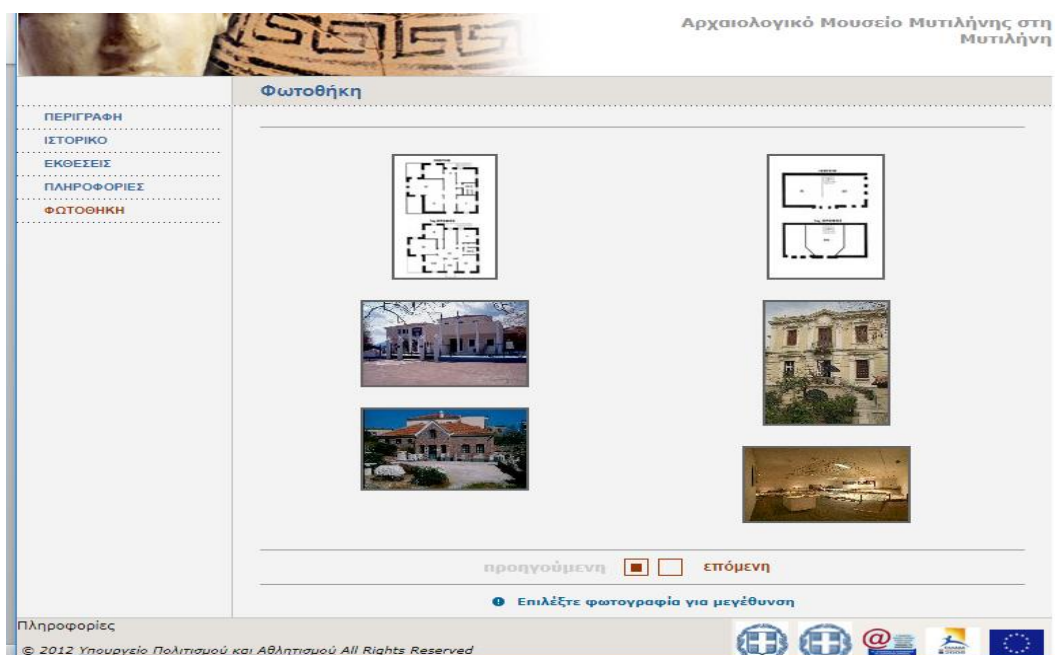 Αρχαιολογικό Μουσείο Μυτιλήνης στη
Μυτιλήνη
Φωτοθήκη
ΠΕΡΙΓΡΑΦΗ
ΙΣΤΟΡΙΚΟ
ΕΚΘΕΣΕΙΣ
ΠΛΗΡΟΦΟΡΙΕΣ
ΦΩΤΟΘΗΚΗ
προηγούμενη επόμενη
Επιλέξτε φωτογραφία για μεγέθυνση
Πληροφορίες
© 2012 Υπουργείο Πολιτισμού και Αθλητισμού All Rights Reserved